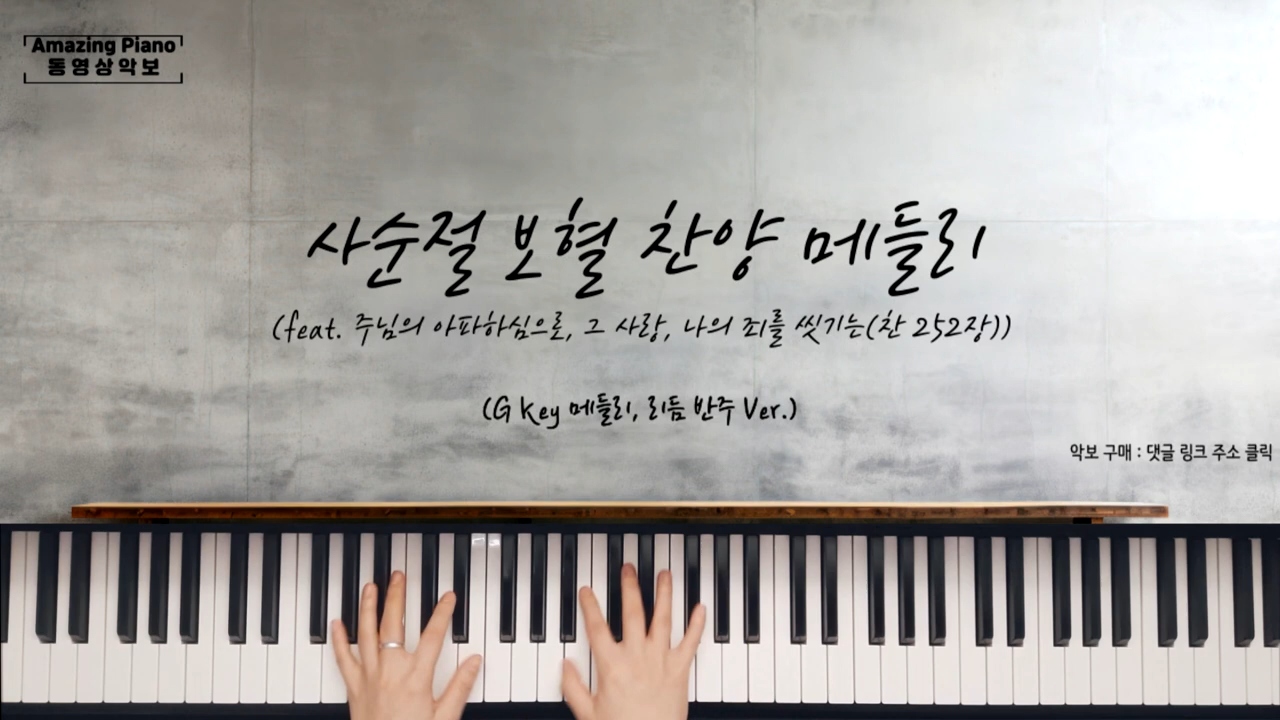 Amazing Piano
동영상악보
사순절 보혈 찬양 메들리
(feat. 주님의 아파하심으로, 그 사랑, 나의 죄를 씻기는(찬 252장))
(G Key 메들리, 리듬 반주 Ver.)
악보 구매 : 댓글 링크 주소 클릭